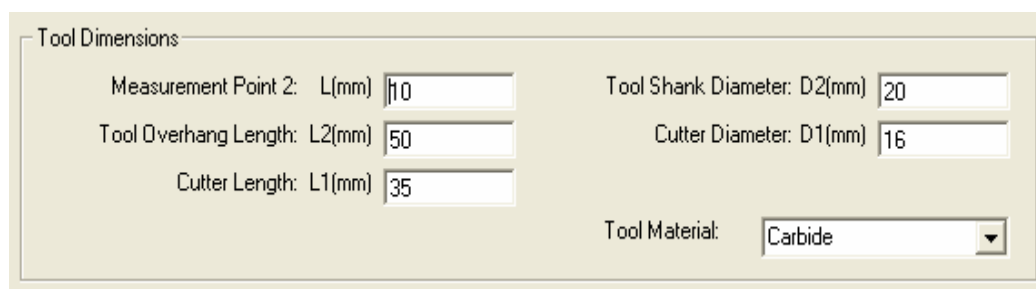 Tool Dimensions
Measurement Point 2: L(mm) 10
Tool Shank Diameter: D2(mm) 20
Tool Overhang Length: L2(mm) 50
Cutter Diameter: D1(mm) 16
Cutter Length: L1(mm) 35
Tool Material: Carbide